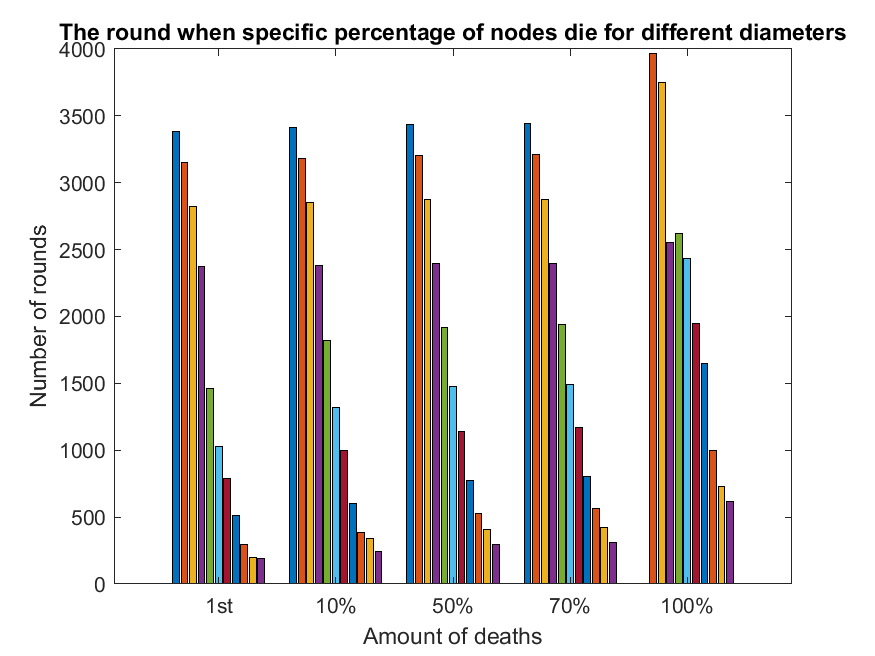 The round when specific percentage of nodes die for different diameters
4000
3500
3000
2500
2000
1500
1000
500
0
Number of rounds
1st 10% 50% 70% 100%
Amount of deaths